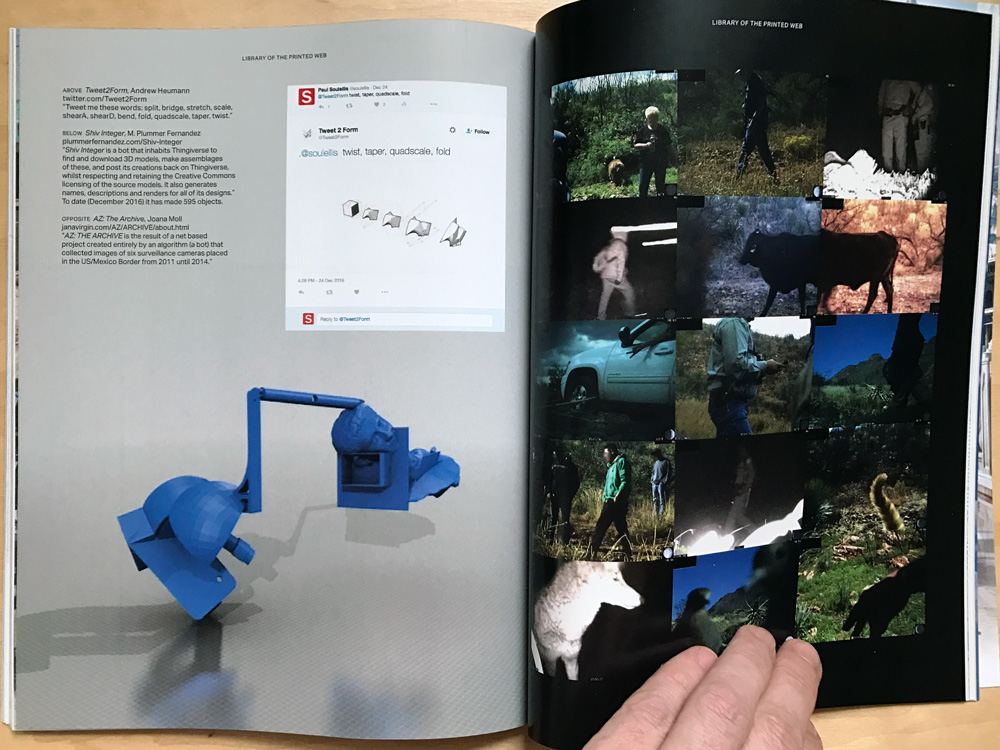 LIBRARY OF THE PRINTED WEB
ABOVE Tweet2Form, Andrew Heumann
twitter.com/Tweet2Form
"Tweet me these words: split, bridge, stretch, scale,
shearA, shearD, bend, fold, quadscale, taper, twist."
BELOW Shiv Integer, M. Plummer Fernandez
plummerfernandez.com/Shiv-Integer
"Shiv Integer is a bot that inhabits Thingiverse to
find and download 3D models, make assemblages
of these, and post its creations back on Thingiverse,
whilst respecting and retaining the Creative Commons
licensing of the source models. It also generates
names, descriptions and renders for all of its designs."
To date (December 2016) it has made 595 objects.
OPPOSITE AZ: The Archive, Joana Moll
janavirgin.com/AZ/ARCHIVE/about.html
"AZ: THE ARCHIVE is the result of a net based
project created entirely by an algorithm (a bot) that
collected images of six surveillance cameras placed
in the US/Mexico Border from 2011 until 2014."
S
Paul Soulellis @soulellis · Dec 24
@Tweet2Form twist, taper, quadscale, fold
Tweet 2 Form
@Tweet2Form
Follow
.@soulellis twist, taper, quadscale, fold
4:28 PM - 24 Dec 2016
S
Reply to @Tweet2Form
LIBRARY OF THE PRINTED WEB